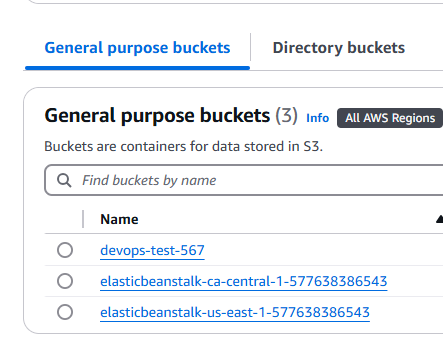 General purpose buckets
Directory buckets
General purpose buckets (3) Info All AWS Regions
Buckets are containers for data stored in S3.
Find buckets by name
Name
devops-test-567
elasticbeanstalk-ca-central-1-577638386543
elasticbeanstalk-us-east-1-577638386543